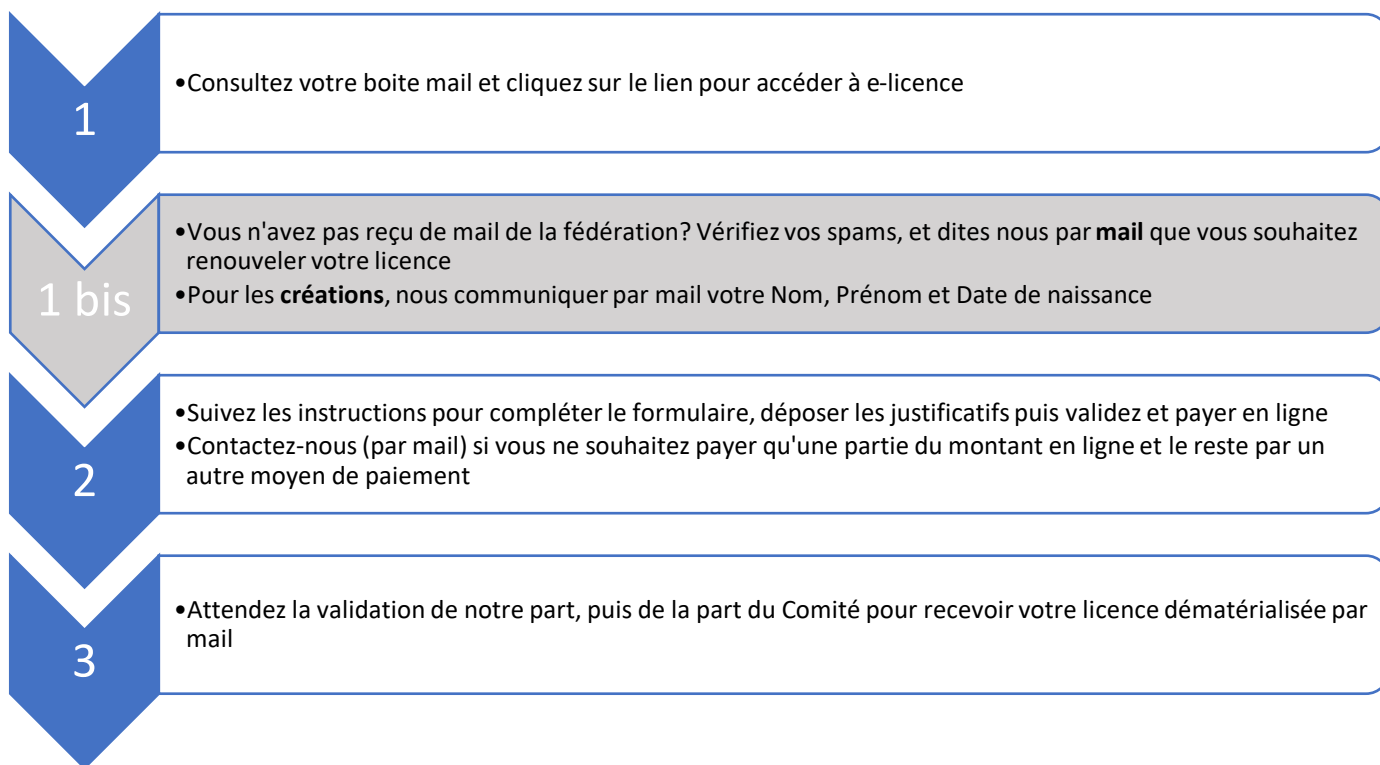 1
•Consultez votre boite mail et cliquez sur le lien pour accéder à e-licence
1 bis
•Vous n'avez pas reçu de mail de la fédération? Vérifiez vos spams, et dites nous par mail que vous souhaitez
renouveler votre licence
•Pour les créations, nous communiquer par mail votre Nom, Prénom et Date de naissance
2
•Suivez les instructions pour compléter le formulaire, déposer les justificatifs puis validez et payer en ligne
•Contactez-nous (par mail) si vous ne souhaitez payer qu'une partie du montant en ligne et le reste par un
autre moyen de paiement
3
•Attendez la validation de notre part, puis de la part du Comité pour recevoir votre licence dématérialisée par
mail